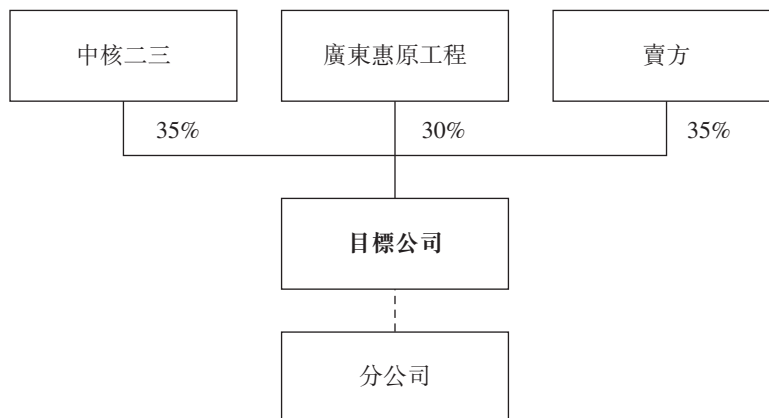 中核二三
廣東惠原工程
賣方
35%
30%
35%
目標公司
分公司